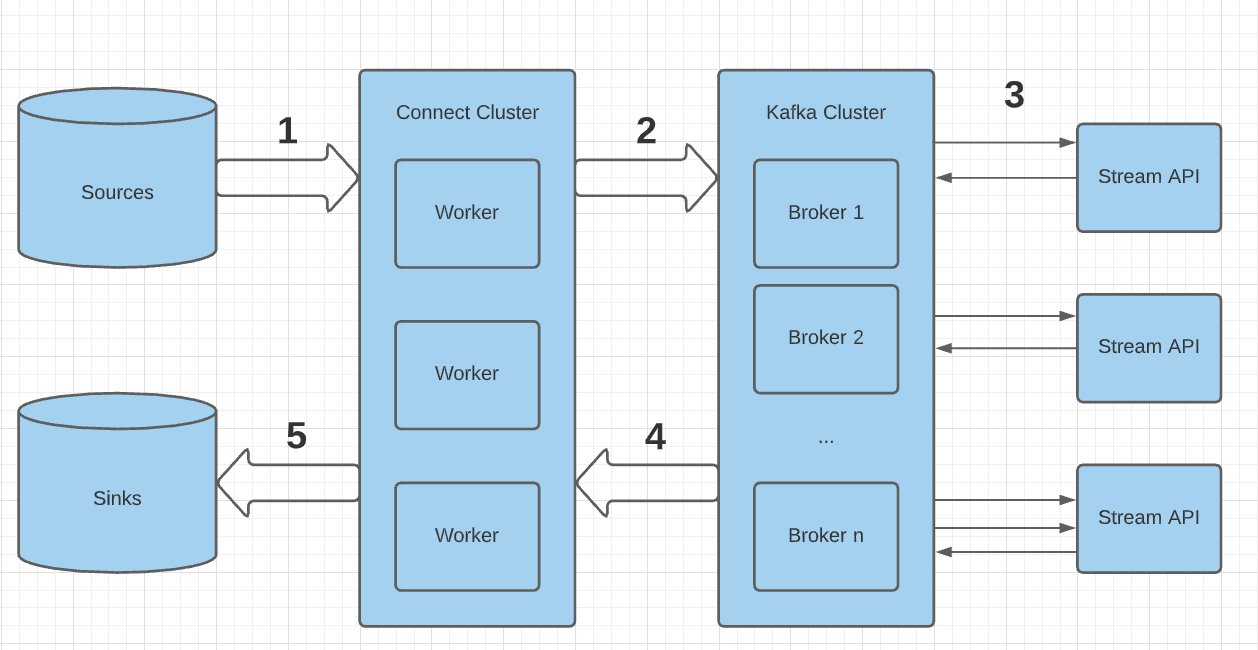 1
2
3
Sources
Connect Cluster
Worker
Worker
Worker
Kafka Cluster
Broker 1
Broker 2
...
Broker n
Stream API
Stream API
Stream API
4
5
Sinks